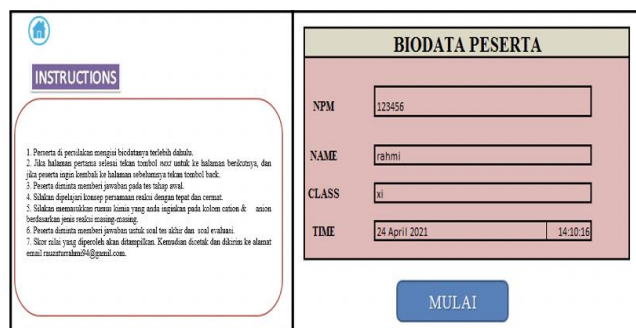 INSTRUCTIONS
1. Peserta di persilakan mengisi biodatanya terlebih dahulu.
2. Jika halaman pertama selesai tekan tombol next untuk ke halaman berikutnya, dan
jika peserta ingin kembali ke halaman sebelumnya tekan tombol back.
3. Peserta diminta memberi jawaban pada tes tahap awal.
4. Silakan dipelajari konsep persamaan reaksi dengan tepat dan cermat.
5. Silakan memasukkan rumus kimia yang anda inginkan pada kolom cation & anion
berdasarkan jenis reaksi masing-masing.
6. Peserta diminta memberi jawaban untuk soal tes akhir dan soal evaluasi.
7. Skor nilai yang diperoleh akan ditampilkan. Kemudian dicetak dan dikirim ke alamat
email rauzaturrahmi94@gamil.com.
BIODATA PESERTA
NPM 123456
NAME rahmi
CLASS xi
TIME 24 April 2021 14:10:16
MULAI